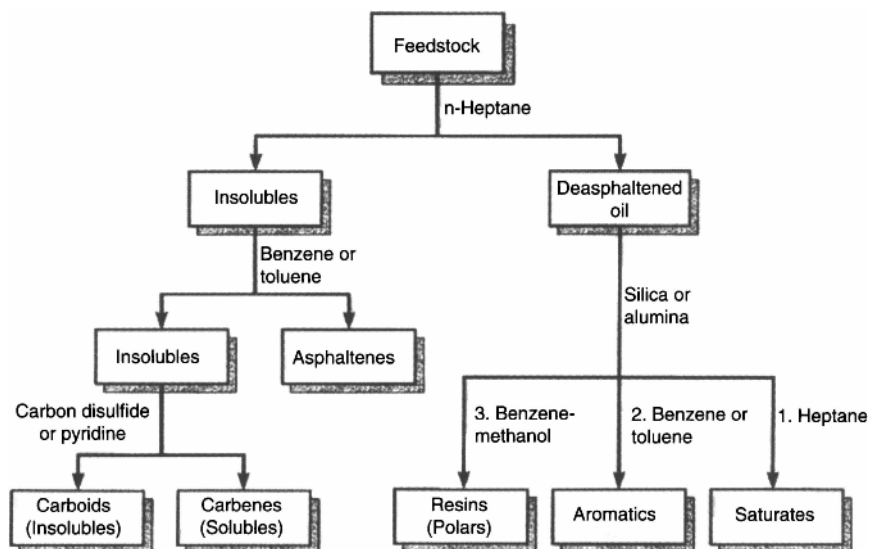 Feedstock
n-Heptane
Insolubles
Deasphaltened
oil
Benzene or
toluene
Silica or
alumina
Insolubles
Asphaltenes
Carbon disulfide
or pyridine
3. Benzene-
methanol
2. Benzene or
toluene
1. Heptane
Carboids
(Insolubles)
Carbenes
(Solubles)
Resins
(Polars)
Aromatics
Saturates